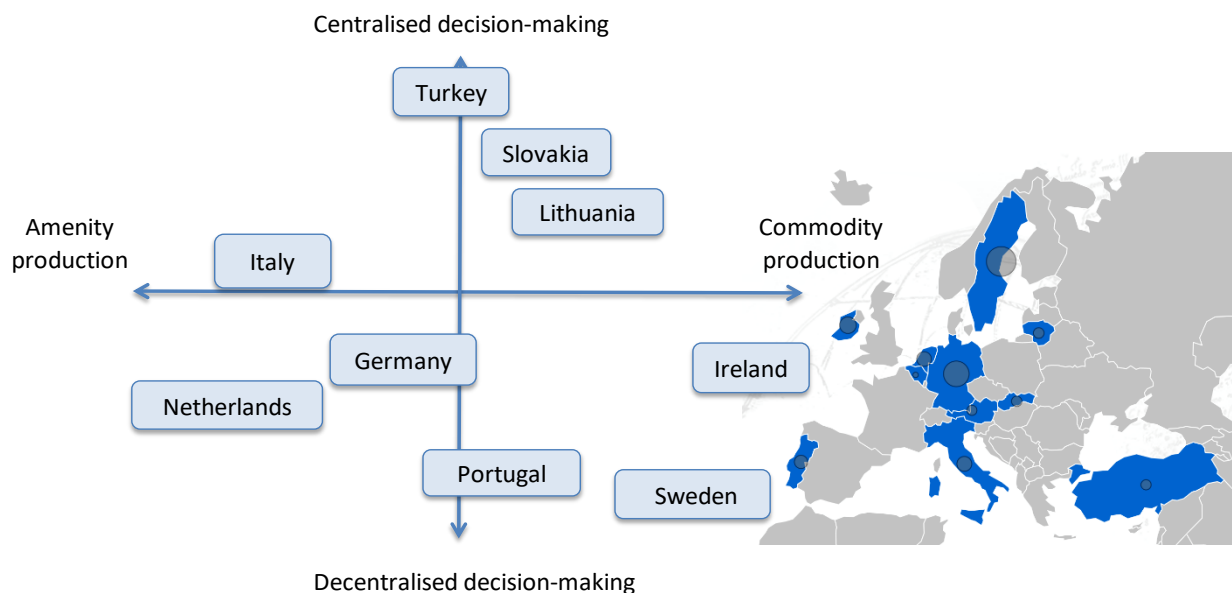 Centralised decision-making
Turkey
Slovakia
Lithuania
Amenity
production
Italy
Commodity
production
Germany
Ireland
Netherlands
Portugal
Sweden
Decentralised decision-making